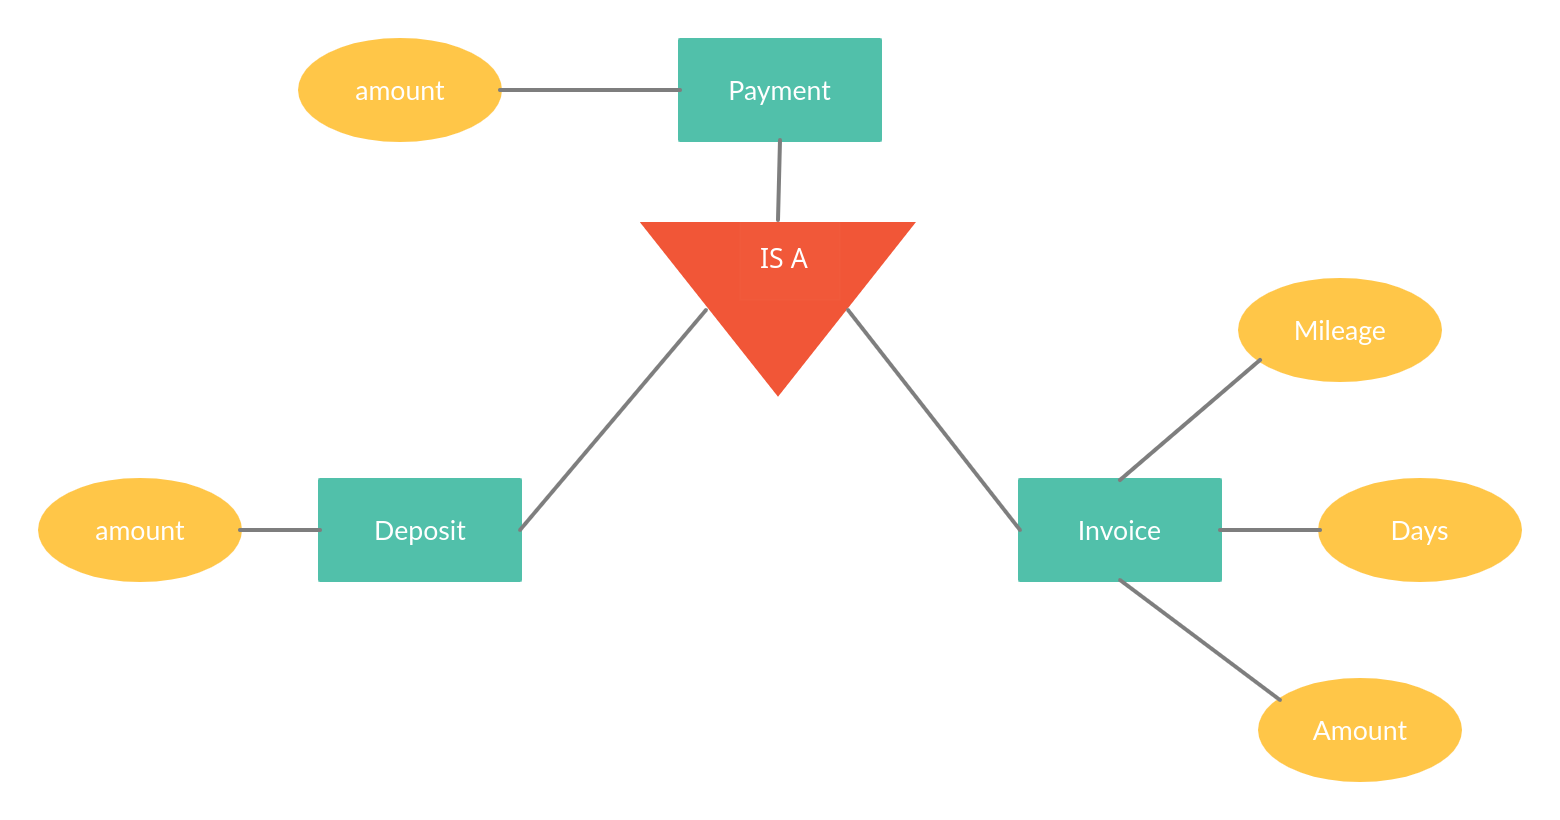 amount
Payment
IS A
Mileage
amount
Deposit
Invoice
Days
Amount